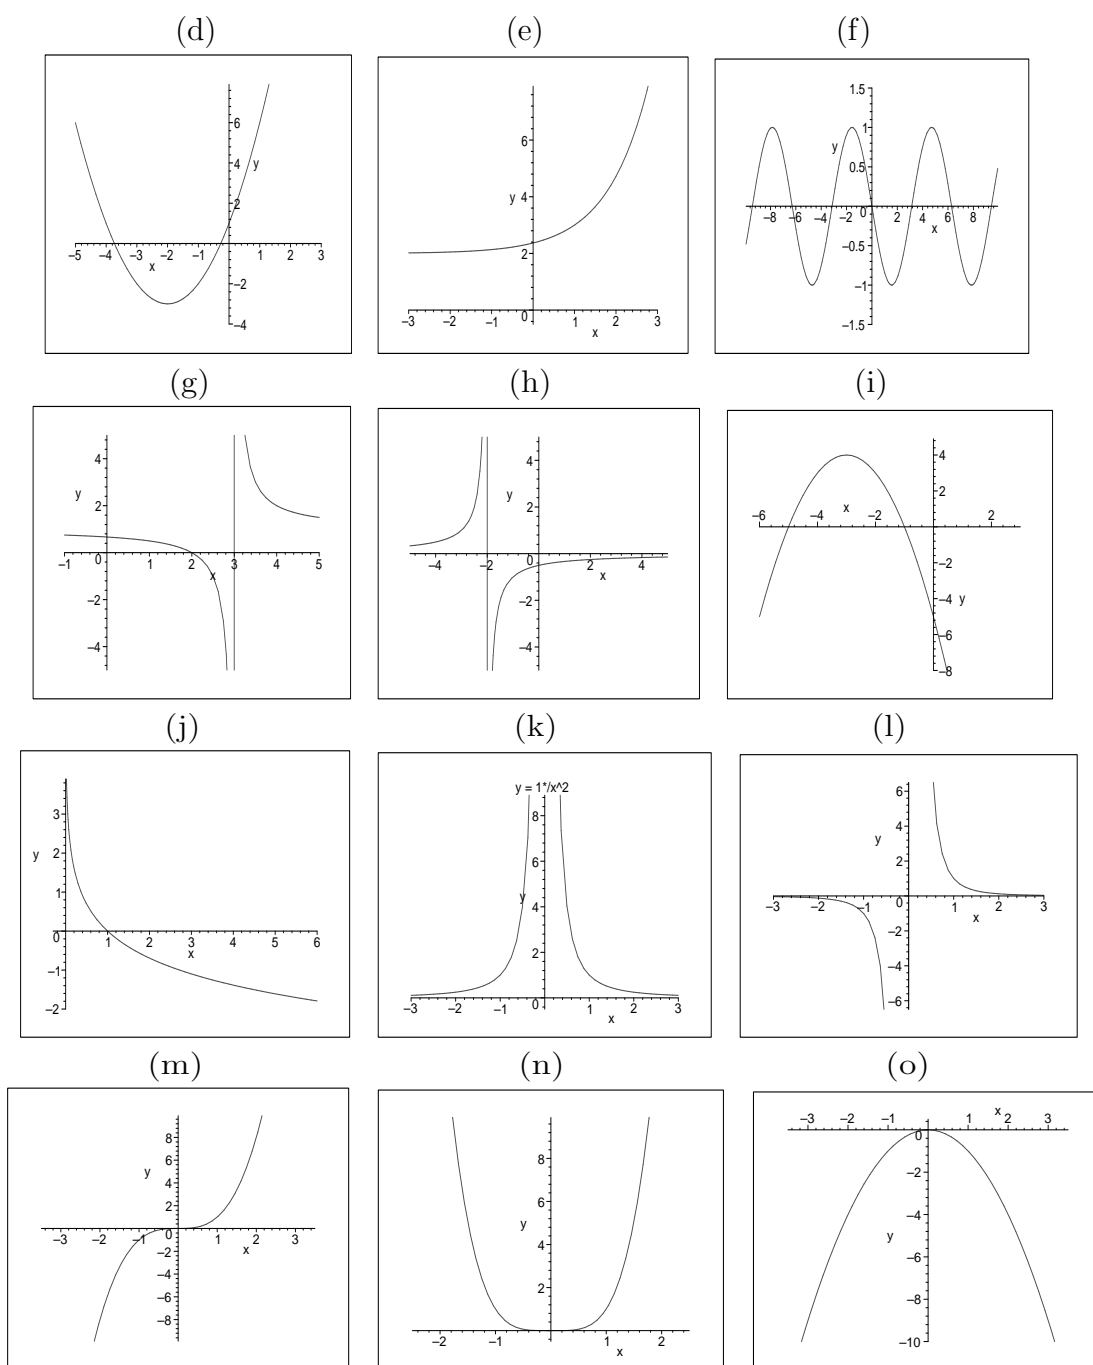 (d) (e) (f)
6
4
2
−2
−4
y
−5 −4 −3 −2 −1 1 2 3
x
6
4
2
0
y
−3 −2 −1 1 2 3
x
1.5
1
0.5
0
−0.5
−1
−1.5
y
−8 −6 −4 −2 2 4 6 8
x
(g) (h) (i)
4
2
0
−2
−4
y
−1 1 2 3 4 5
x
4
2
0
−2
−4
y
−4 −2 2 4
x
4
2
−2
−4
−6
−8
y
−6 −4 −2 2
x
(j) (k) (l)
3
2
1
0
−1
−2
y
1 2 3 4 5 6
x
y = 1*/x^2
8
6
4
2
0
y
−3 −2 −1 1 2 3
x
6
4
2
0
−2
−4
−6
y
−3 −2 −1 1 2 3
x
(m) (n) (o)
8
6
4
2
0
−2
−4
−6
−8
y
−3 −2 −1 1 2 3
x
8
6
4
2
y
−2 −1 1 2
x
−3 −2 −1 1 2 3
x
0
−2
−4
−6
−8
−10
y